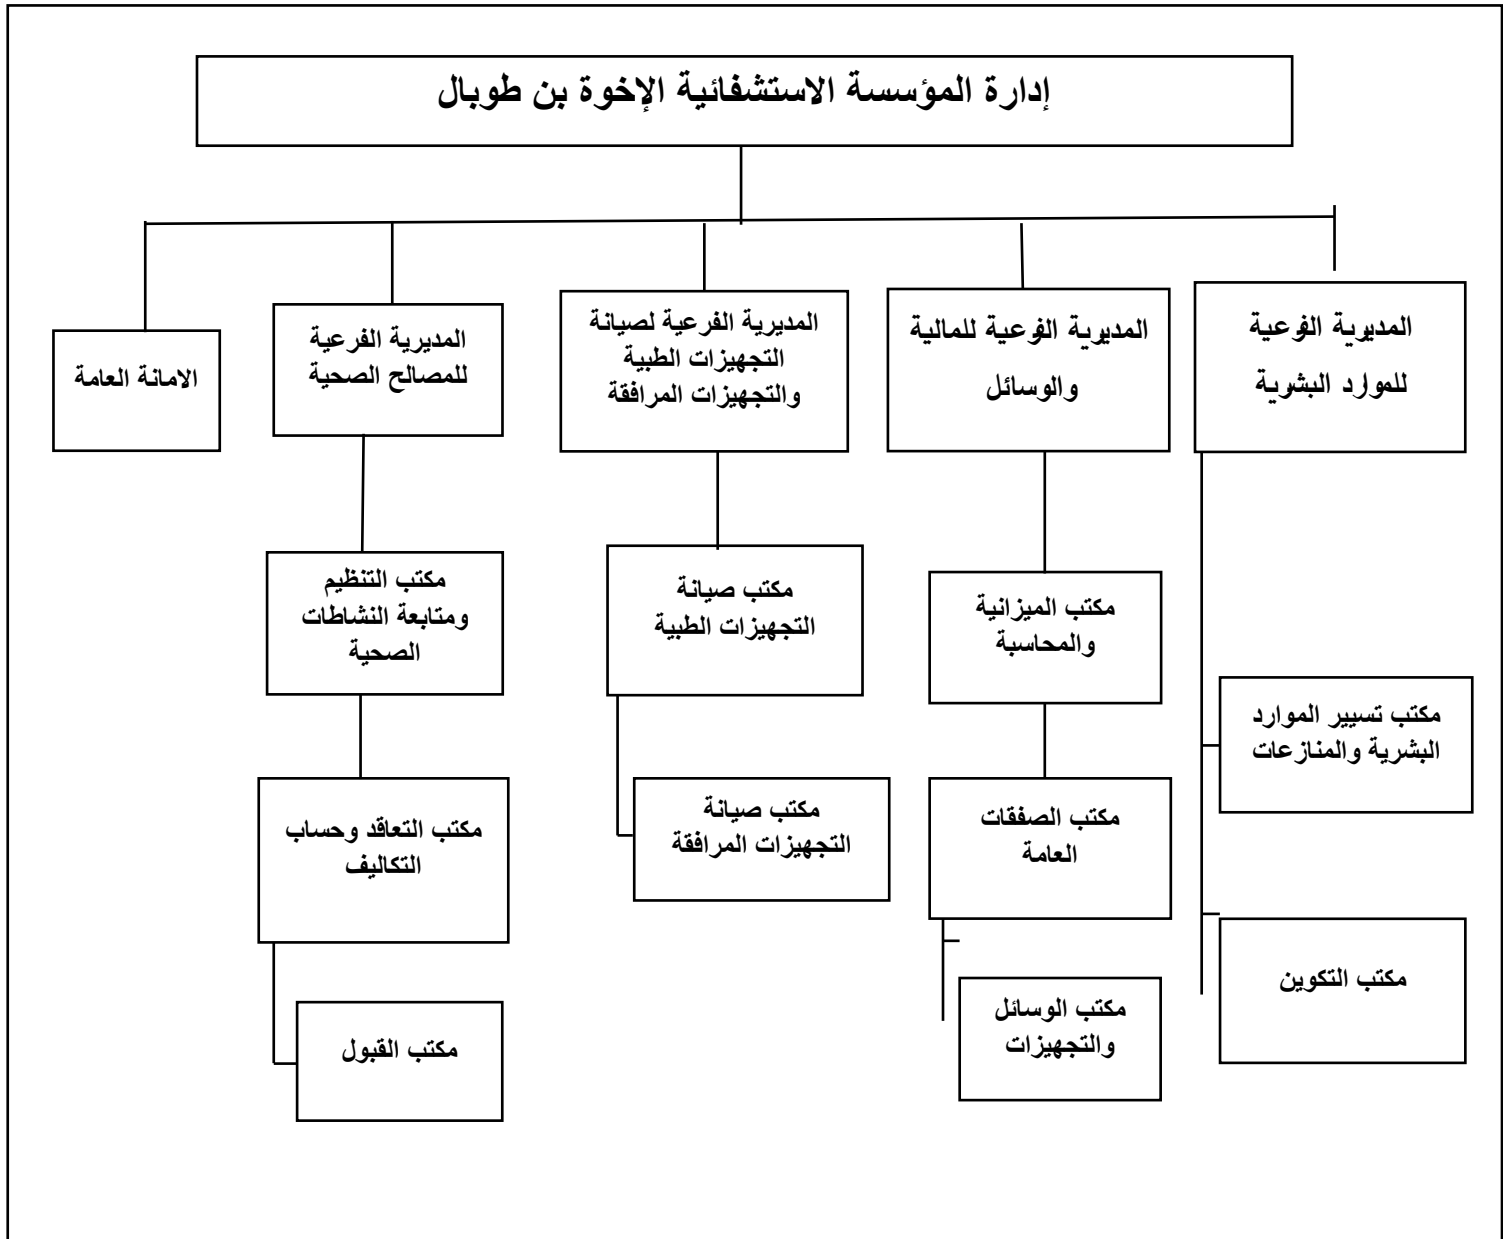 إدارة المؤسسة الاستشفائية الإخوة بن طوبال
المديرية الفرعية
للموارد البشرية
المديرية الفرعية للمالية
والوسائل
المديرية الفرعية لصيانة
التجهيزات الطبية
والتجهيزات المرافقة
المديرية الفرعية
للمصالح الصحية
الامانة العامة
مكتب تسيير الموارد
البشرية والمنازعات
مكتب التكوين
مكتب الميزانية
والمحاسبة
مكتب الصفقات
العامة
مكتب الوسائل
والتجهيزات
مكتب صيانة
التجهيزات الطبية
مكتب صيانة
التجهيزات المرافقة
مكتب التنظيم
ومتابعة النشاطات
الصحية
مكتب التعاقد وحساب
التكاليف
مكتب القبول